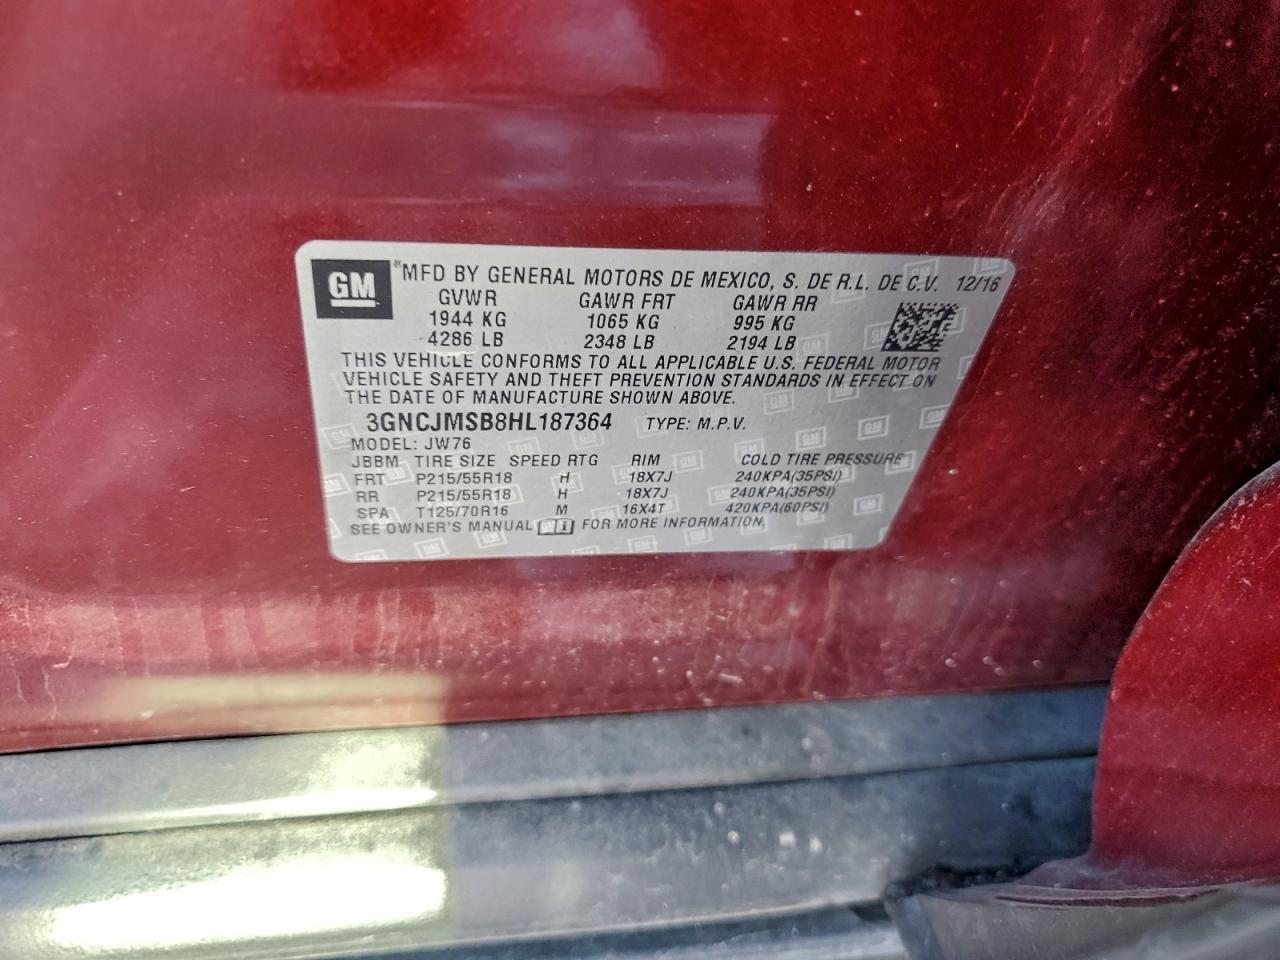 GM ® MFD BY GENERAL MOTORS DE MEXICO, S. DE R.L. DE C.V. 12/16
GVWR GAWR FRT GAWR RR
1944 KG 1065 KG 995 KG
4286 LB 2348 LB 2194 LB
THIS VEHICLE CONFORMS TO ALL APPLICABLE U.S. FEDERAL MOTOR
VEHICLE SAFETY AND THEFT PREVENTION STANDARDS IN EFFECT ON
THE DATE OF MANUFACTURE SHOWN ABOVE.
3GNCJMSB8HL187364 TYPE: M.P.V.
MODEL: JW76
JBBM TIRE SIZE SPEED RTG RIM COLD TIRE PRESSURE
FRT P215/55R18 H 18X7J 240KPA(35PSI)
RR P215/55R18 H 18X7J 240KPA(35PSI)
SPA T125/70R16 M 16X4T 420KPA(60PSI)
SEE OWNER'S MANUAL i FOR MORE INFORMATION.